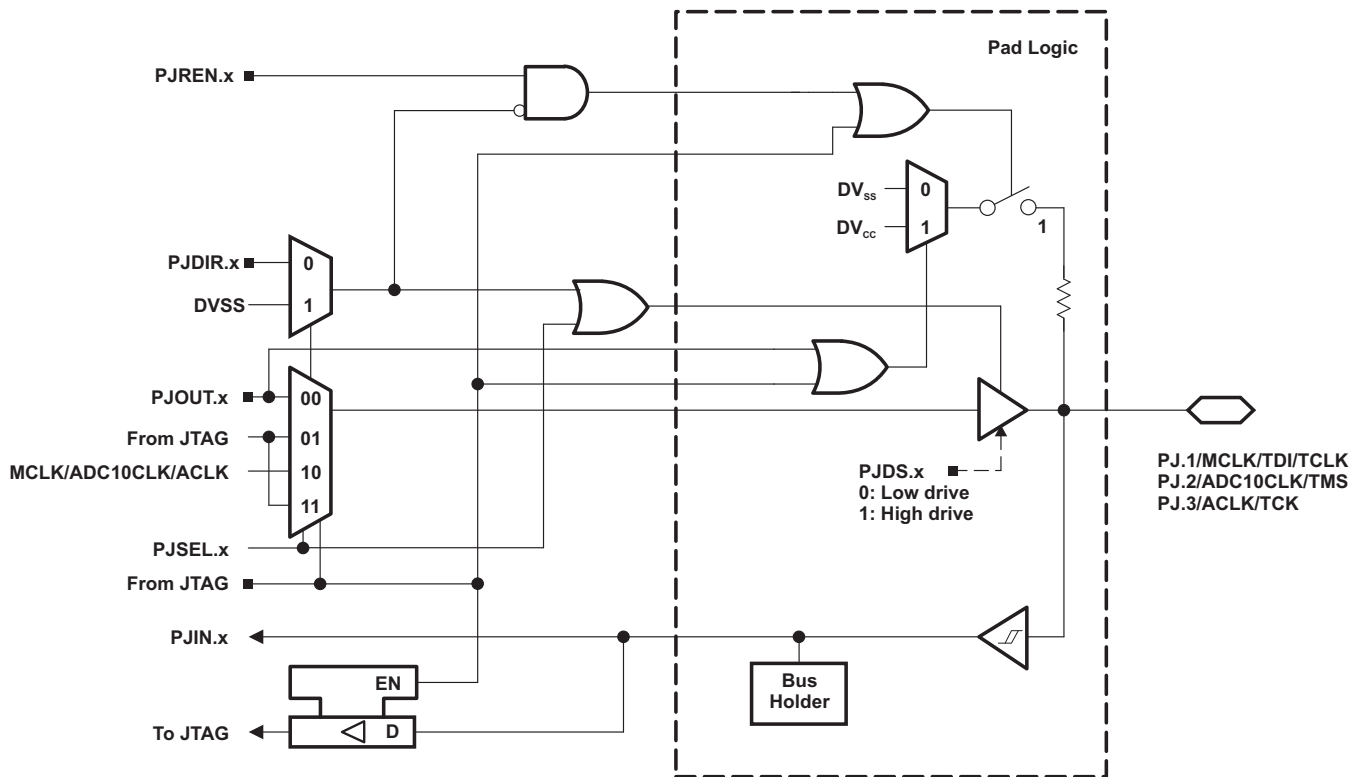 Pad Logic
PJREN.x
DVss
0
DVcc
1
1
PJDIR.x
0
DVSS
1
PJOUT.x
00
From JTAG
01
MCLK/ADC10CLK/ACLK
10
11
PJDS.x
0: Low drive
1: High drive
PJ.1/MCLK/TDI/TCLK
PJ.2/ADC10CLK/TMS
PJ.3/ACLK/TCK
PJSEL.x
From JTAG
PJIN.x
Bus
Holder
EN
D
To JTAG